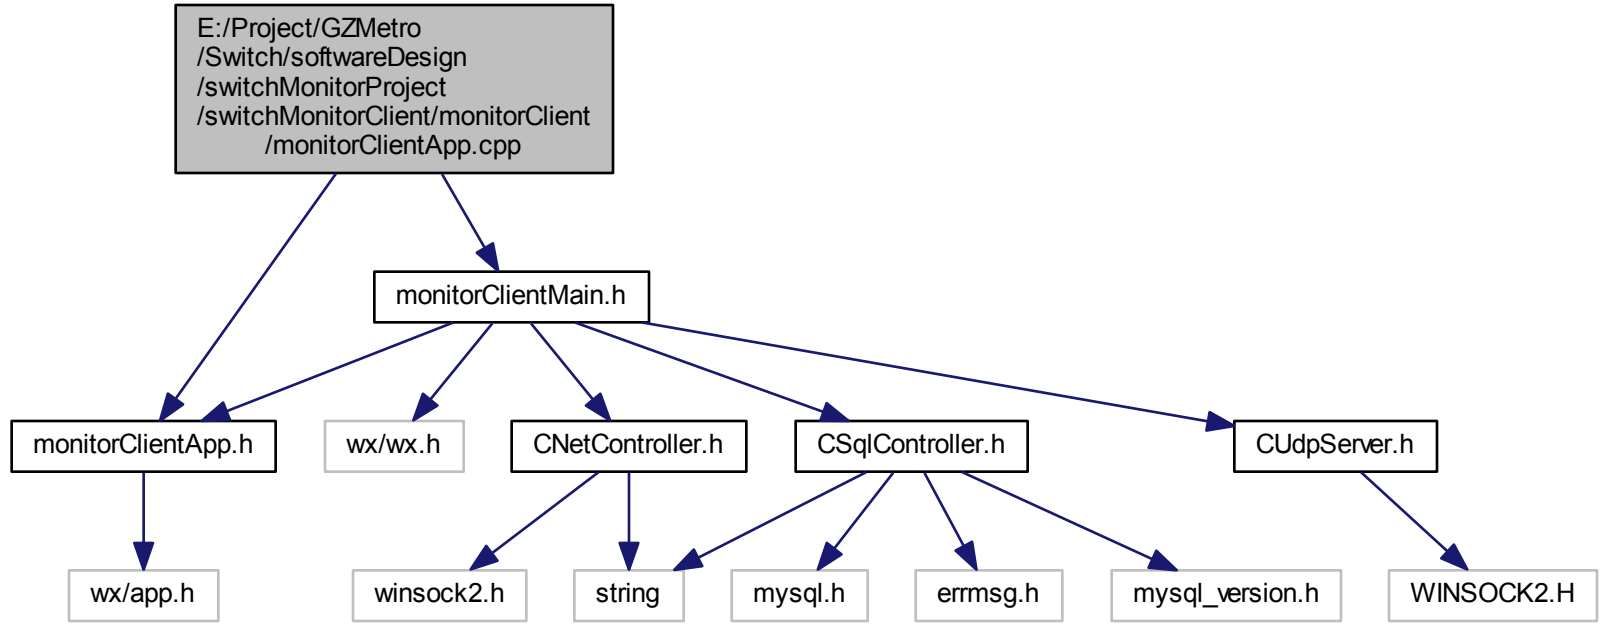 E:/Project/GZMetro
/Switch/softwareDesign
/switchMonitorProject
/switchMonitorClient/monitorClient
/monitorClientApp.cpp
monitorClientMain.h
monitorClientApp.h
wx/wx.h
CNetController.h
CSqlController.h
CUdpServer.h
wx/app.h
winsock2.h
string
mysql.h
errmsg.h
mysql_version.h
WINSOCK2.H